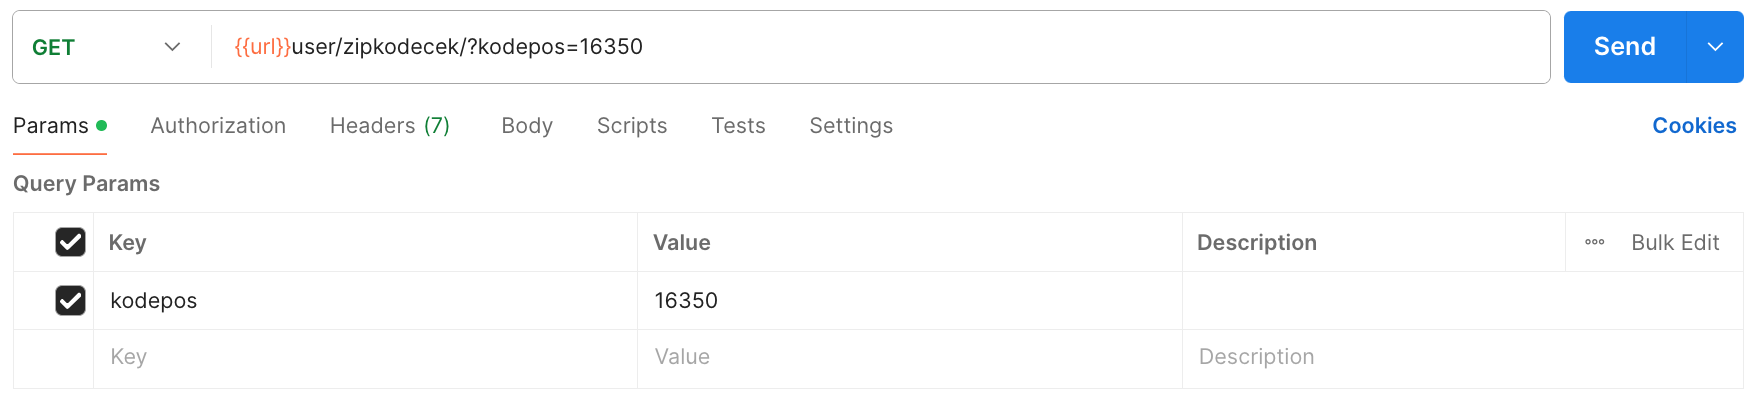 GET {{url}}user/zipkodecek/?kodepos=16350 Send
Params Authorization Headers (7) Body Scripts Tests Settings Cookies
Query Params
Key Value Description ooo Bulk Edit
kodepos 16350
Key Value Description